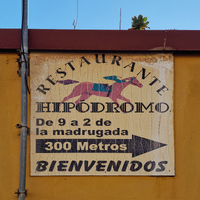 RESTAURANTE
HIPODROMO
De 9 a 2 de
la madrugada
300 Metros
BIENVENIDOS